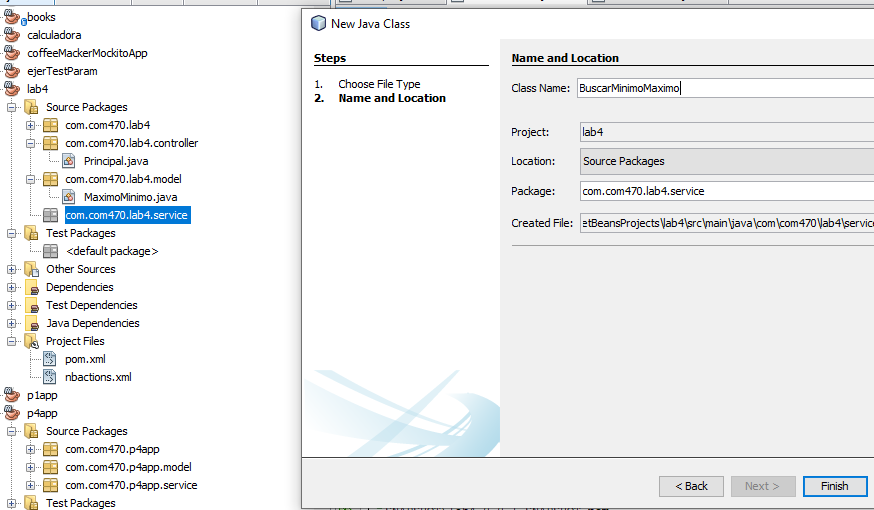 books
calculadora
coffeeMackerMockitoApp
ejerTestParam
lab4
Source Packages
com.com470.lab4
com.com470.lab4.controller
Principal.java
com.com470.lab4.model
MaximoMinimo.java
com.com470.lab4.service
Test Packages
<default package>
Other Sources
Dependencies
Test Dependencies
Java Dependencies
Project Files
pom.xml
nbactions.xml
p1app
p4app
Source Packages
com.com470.p4app
com.com470.p4app.model
com.com470.p4app.service
Test Packages
New Java Class
Steps
1. Choose File Type
2. Name and Location
Name and Location
Class Name: BuscarMinimoMaximo
Project: lab4
Location: Source Packages
Package: com.com470.lab4.service
Created File: etBeansProjects\lab4\src\main\java\com\com470\lab4\service
< Back
Next >
Finish